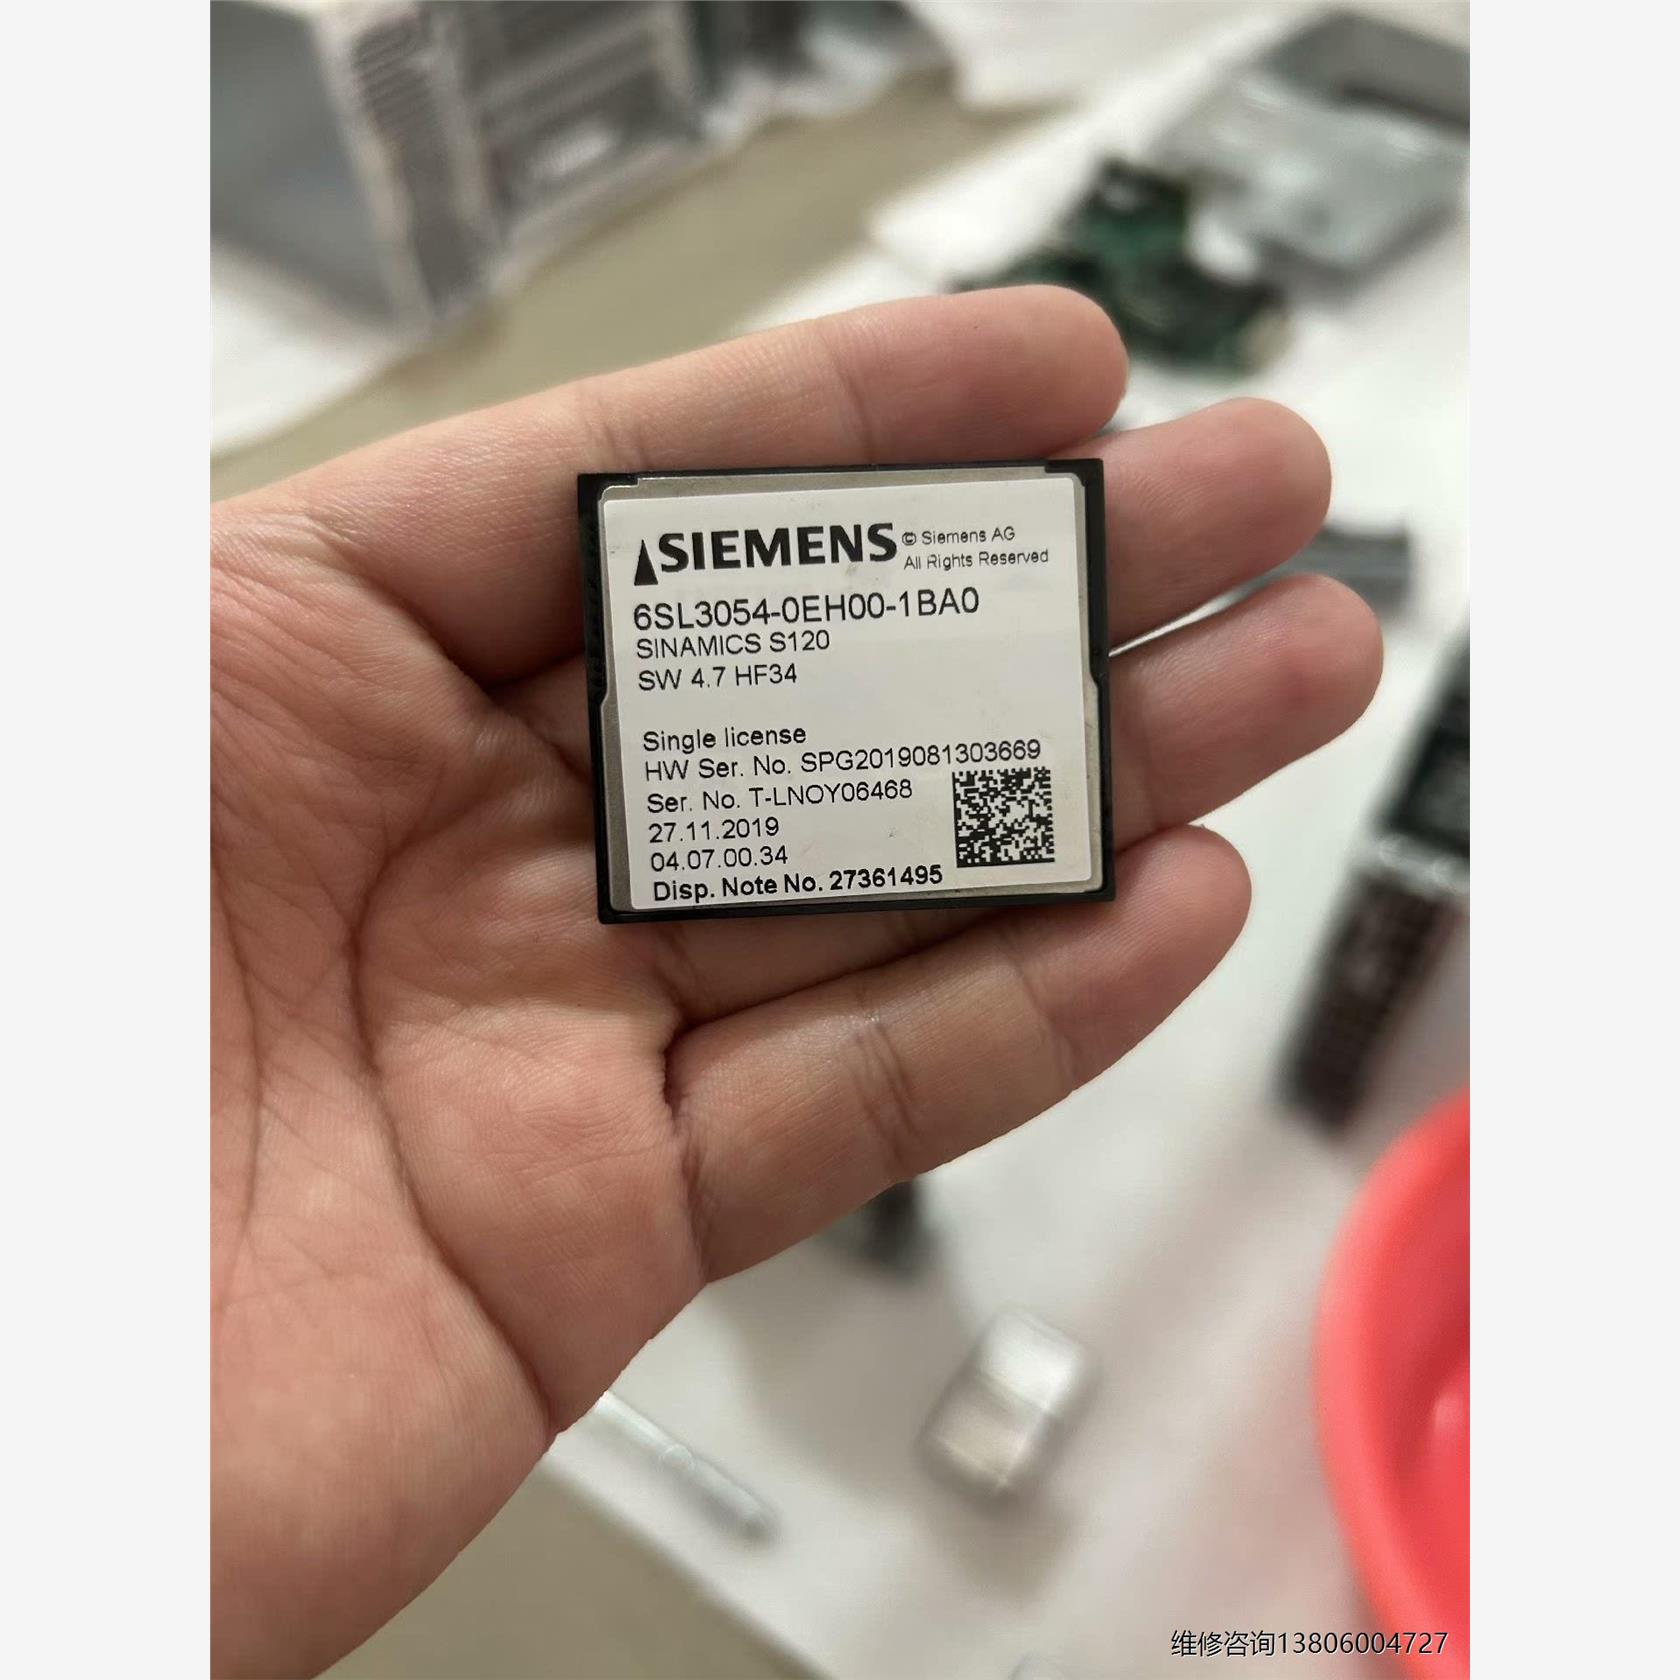 SIEMENS © Siemens AG
All Rights Reserved
6SL3054-0EH00-1BA0
SINAMICS S120
SW 4.7 HF34
Single license
HW Ser. No. SPG2019081303669
Ser. No. T-LNOY06468
27.11.2019
04.07.00.34
Disp. Note No. 27361495
维修咨询13806004727